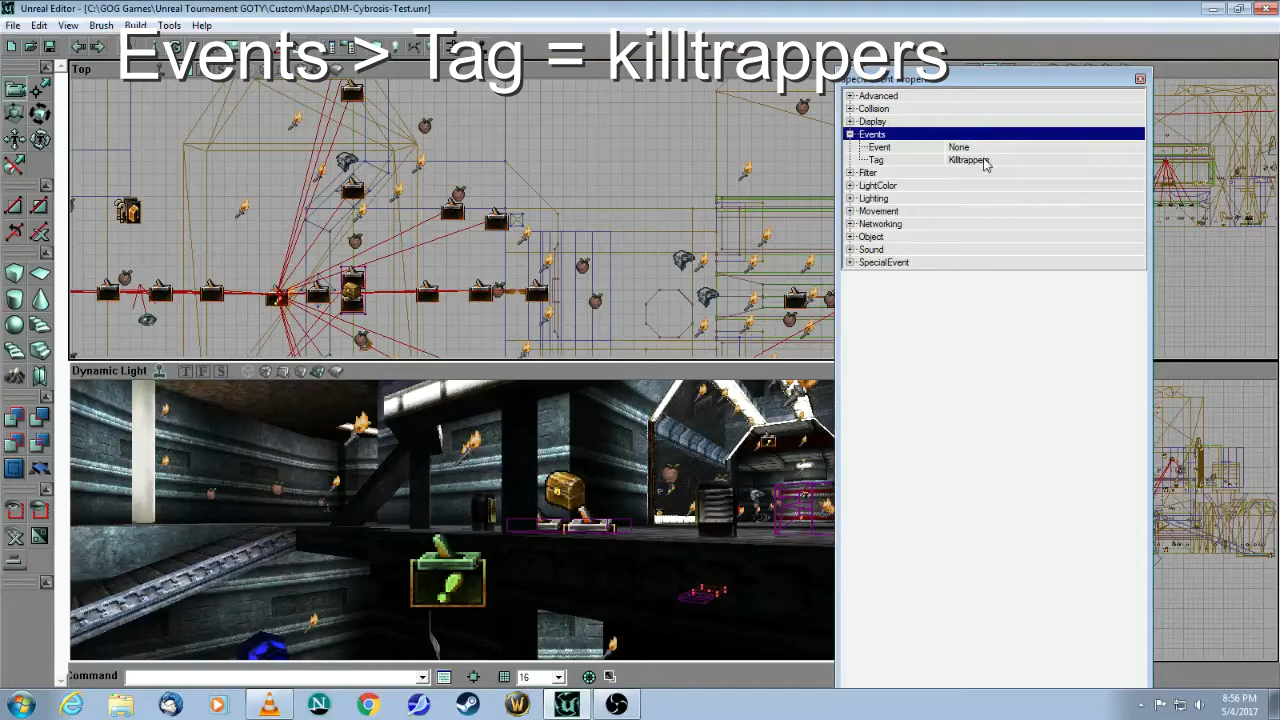 Unreal Editor - [C:\GOG Games\Unreal Tournament GOTY\Custom\Maps\DM-Cybrosis-Test.unr]
File Edit View Brush Build Tools Help
Events > Tag = killtrappers
Top
Advanced
Collision
Display
Events
Event None
Tag Killtrappers
Filter
LightColor
Lighting
Movement
Networking
Object
Sound
SpecialEvent
Dynamic Light T F S
Command 16
8:56 PM
5/4/2017